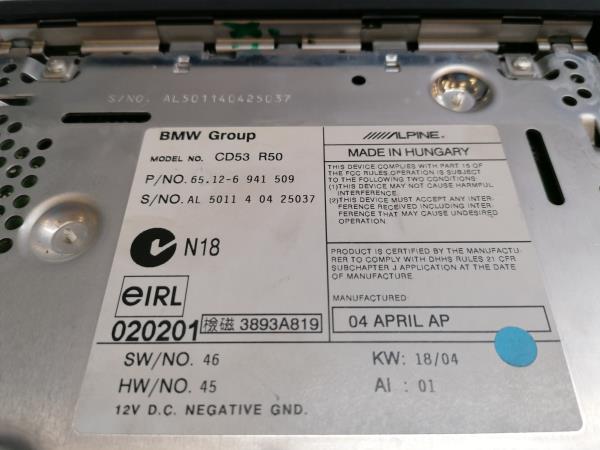 S/NO. AL501140425037
BMW Group
MODEL NO. CD53 R50
P/NO. 65.12-6 941 509
S/NO. AL 5011 4 04 25037
N18
eIRL
020201 檢磁 3893A819
ALPINE®
MADE IN HUNGARY
THIS DEVICE COMPLIES WITH PART 15 OF
THE FCC RULES.OPERATION IS SUBJECT
TO THE FOLLOWING TWO CONDITIONS:
(1)THIS DEVICE MAY NOT CAUSE HARMFUL
INTERFERENCE.
(2)THIS DEVICE MUST ACCEPT ANY INTER-
FERENCE RECEIVED INCLUDING INTER-
FERENCE THAT MAY CAUSE UNDESIRED
OPERATION.
PRODUCT IS CERTIFIED BY THE MANUFACTU-
RER TO COMPLY WITH DHHS RULES 21 CFR
SUBCHAPTER J APPLICATION AT THE DATE
OF MANUFACTURE.
MANUFACTURED:
04 APRIL AP
SW/NO. 46
KW: 18/04
HW/NO. 45
AI : 01
12V D.C. NEGATIVE GND.